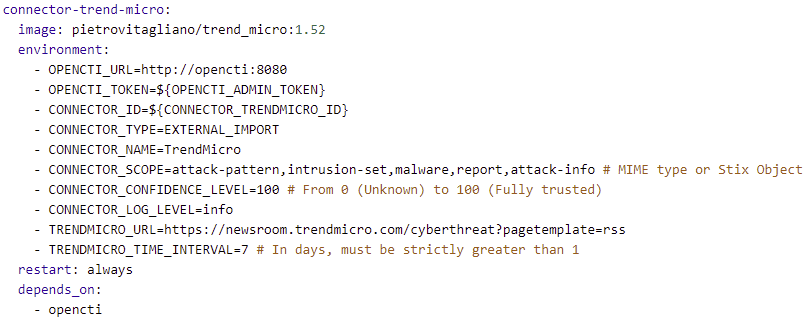 connector-trend-micro:
  image: pietrovitagliano/trend_micro:1.52
  environment:
    - OPENCTI_URL=http://opencti:8080
    - OPENCTI_TOKEN=${OPENCTI_ADMIN_TOKEN}
    - CONNECTOR_ID=${CONNECTOR_TRENDMICRO_ID}
    - CONNECTOR_TYPE=EXTERNAL_IMPORT
    - CONNECTOR_NAME=TrendMicro
    - CONNECTOR_SCOPE=attack-pattern,intrusion-set,malware,report,attack-info # MIME type or Stix Object
    - CONNECTOR_CONFIDENCE_LEVEL=100 # From 0 (Unknown) to 100 (Fully trusted)
    - CONNECTOR_LOG_LEVEL=info
    - TRENDMICRO_URL=https://newsroom.trendmicro.com/cyberthreat?pagetemplate=rss
    - TRENDMICRO_TIME_INTERVAL=7 # In days, must be strictly greater than 1
  restart: always
  depends_on:
    - opencti